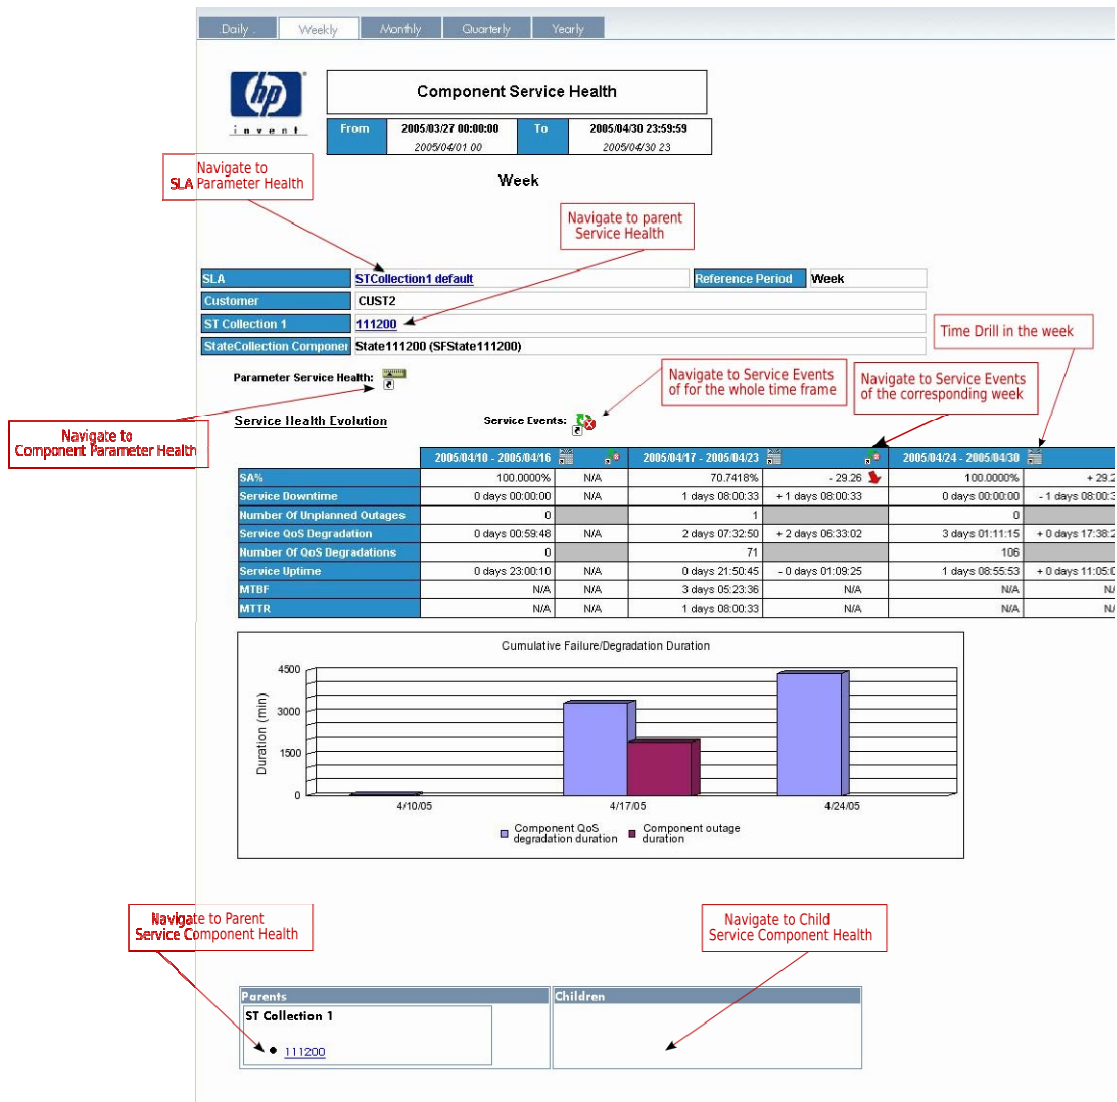 Daily
Weekly
Monthly
Quarterly
Yearly
hp
invent
Component Service Health
From 2005/03/27 00:00:00 To 2005/04/30 23:59:59
2005/04/01 00 2005/04/30 23
Navigate to
SLA Parameter Health
Week
Navigate to parent
Service Health
SLA STCollection1 default Reference Period Week
Customer CUST2
ST Collection 1 111200
StateCollection Componen State111200 (SFState111200)
Time Drill in the week
Parameter Service Health:
Navigate to Service Events
of for the whole time frame
Navigate to Service Events
of the corresponding week
Navigate to
Component Parameter Health
Service Health Evolution
Service Events:
2005/04/10 - 2005/04/16 2005/04/17 - 2005/04/23 2005/04/24 - 2005/04/30
SA% 100.0000% N/A 70.7418% - 29.26 100.0000% + 29.2
Service Downtime 0 days 00:00:00 N/A 1 days 08:00:33 + 1 days 08:00:33 0 days 00:00:00 - 1 days 08:00:3
Number Of Unplanned Outages 0 1 0
Service QoS Degradation 0 days 00:59:48 N/A 2 days 07:32:50 + 2 days 06:33:02 3 days 01:11:15 + 0 days 17:38:2
Number Of QoS Degradations 0 71 106
Service Uptime 0 days 23:00:10 N/A 0 days 21:50:45 - 0 days 01:09:25 1 days 08:55:53 + 0 days 11:05:0
MTBF N/A N/A 3 days 05:23:36 N/A N/A N/
MTTR N/A N/A 1 days 08:00:33 N/A N/A N/
Cumulative Failure/Degradation Duration
Duration (min)
4500
3000
1500
0
4/10/05 4/17/05 4/24/05
Component QoS
degradation duration
Component outage
duration
Navigate to Parent
Service Component Health
Navigate to Child
Service Component Health
Parents Children
ST Collection 1
111200